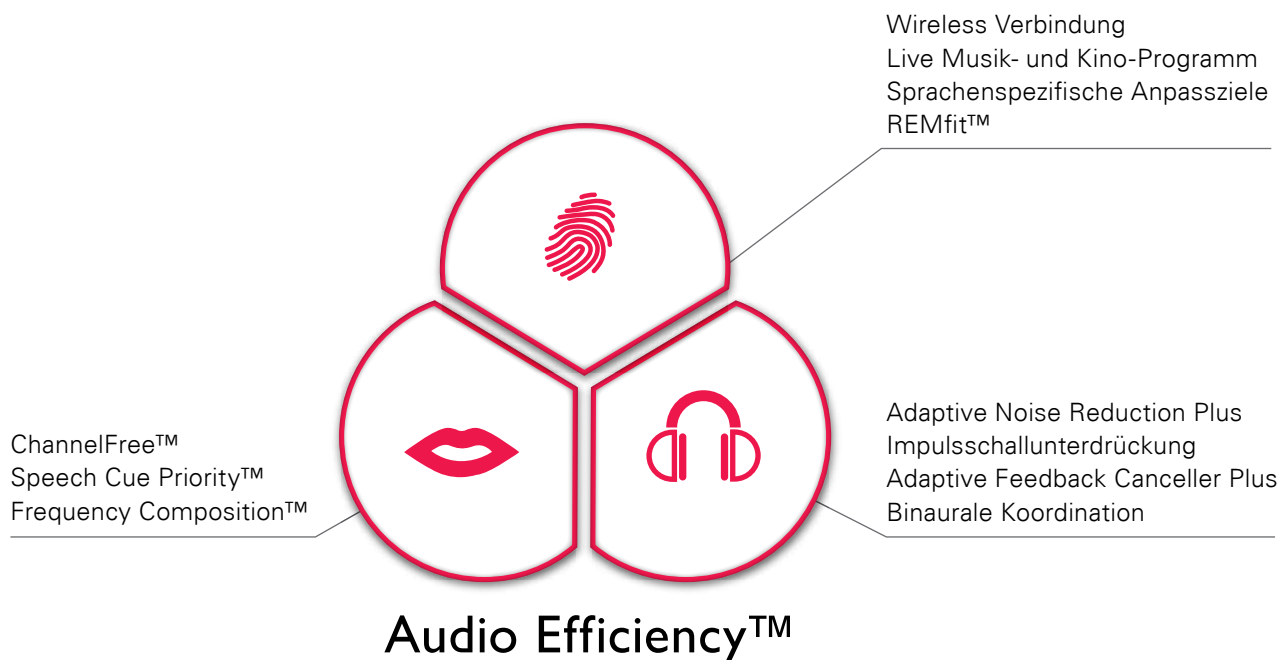 Wireless Verbindung
Live Musik- und Kino-Programm
Sprachenspezifische Anpassziele
REMfit™
ChannelFree™
Speech Cue Priority™
Frequency Composition™
Adaptive Noise Reduction Plus
Impulsschallunterdrückung
Adaptive Feedback Canceller Plus
Binaurale Koordination
Audio Efficiency™